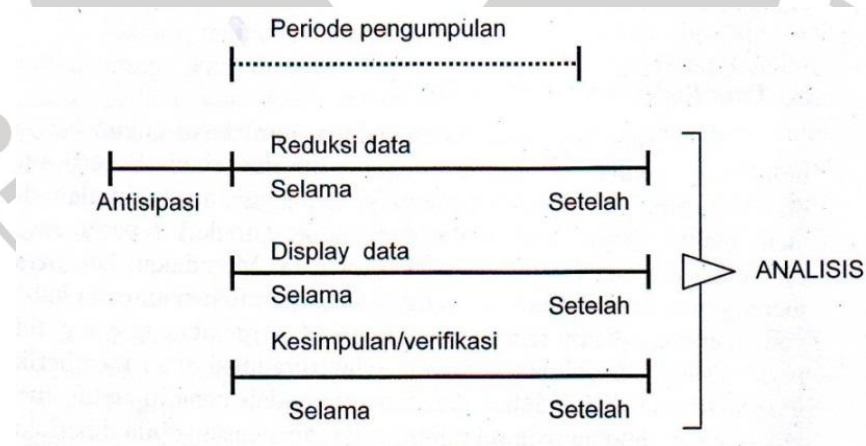 Periode pengumpulan
Reduksi data
Selama
Antisipasi
Setelah
Display data
Selama
Setelah
ANALISIS
Kesimpulan/verifikasi
Selama
Setelah